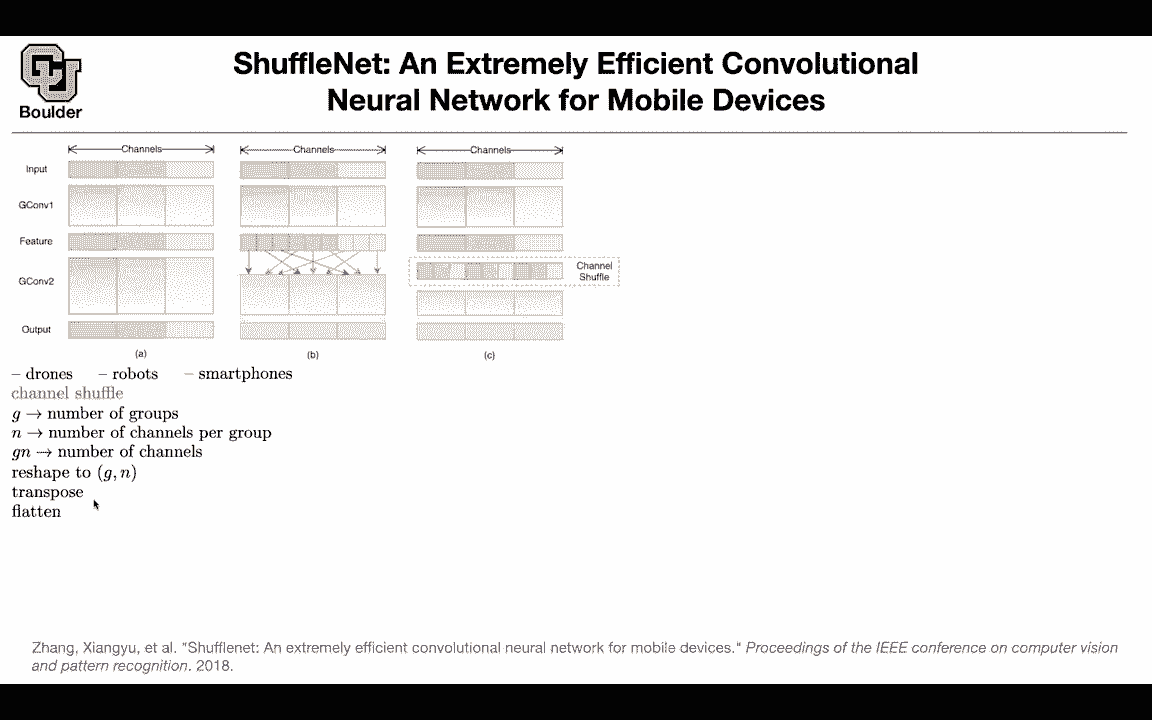 ShuffleNet: An Extremely Efficient Convolutional
Neural Network for Mobile Devices
Boulder
Channels Channels Channels
Input
GConv1
Feature
GConv2
Channel
Shuffle
Output
(a) (b) (c)
– drones – robots – smartphones
channel shuffle
g → number of groups
n → number of channels per group
gn → number of channels
reshape to (g, n)
transpose
flatten
Zhang, Xiangyu, et al. "Shufflenet: An extremely efficient convolutional neural network for mobile devices." Proceedings of the IEEE conference on computer vision
and pattern recognition. 2018.